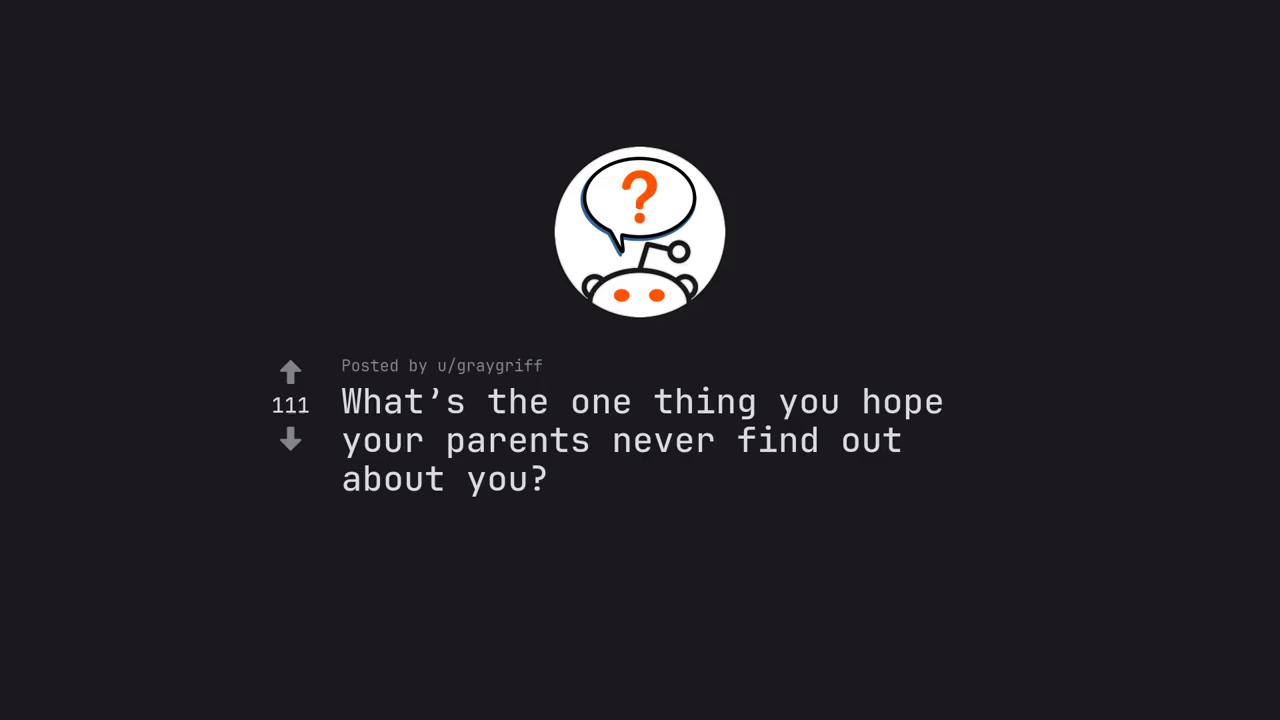 ?
Posted by u/graygriff
111
What’s the one thing you hope
your parents never find out
about you?